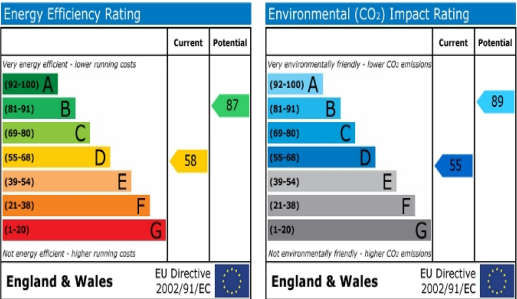 Energy Efficiency Rating
Current Potential
Very energy efficient - lower running costs
(92-100) A
(81-91) B
87
(69-80) C
(55-68) D
58
(39-54) E
(21-38) F
(1-20) G
Not energy efficient - higher running costs
England & Wales
EU Directive
2002/91/EC
Environmental (CO₂) Impact Rating
Current Potential
Very environmentally friendly - lower CO₂ emissions
(92-100) A
89
(81-91) B
(69-80) C
(55-68) D
55
(39-54) E
(21-38) F
(1-20) G
Not environmentally friendly - higher CO₂ emissions
England & Wales
EU Directive
2002/91/EC